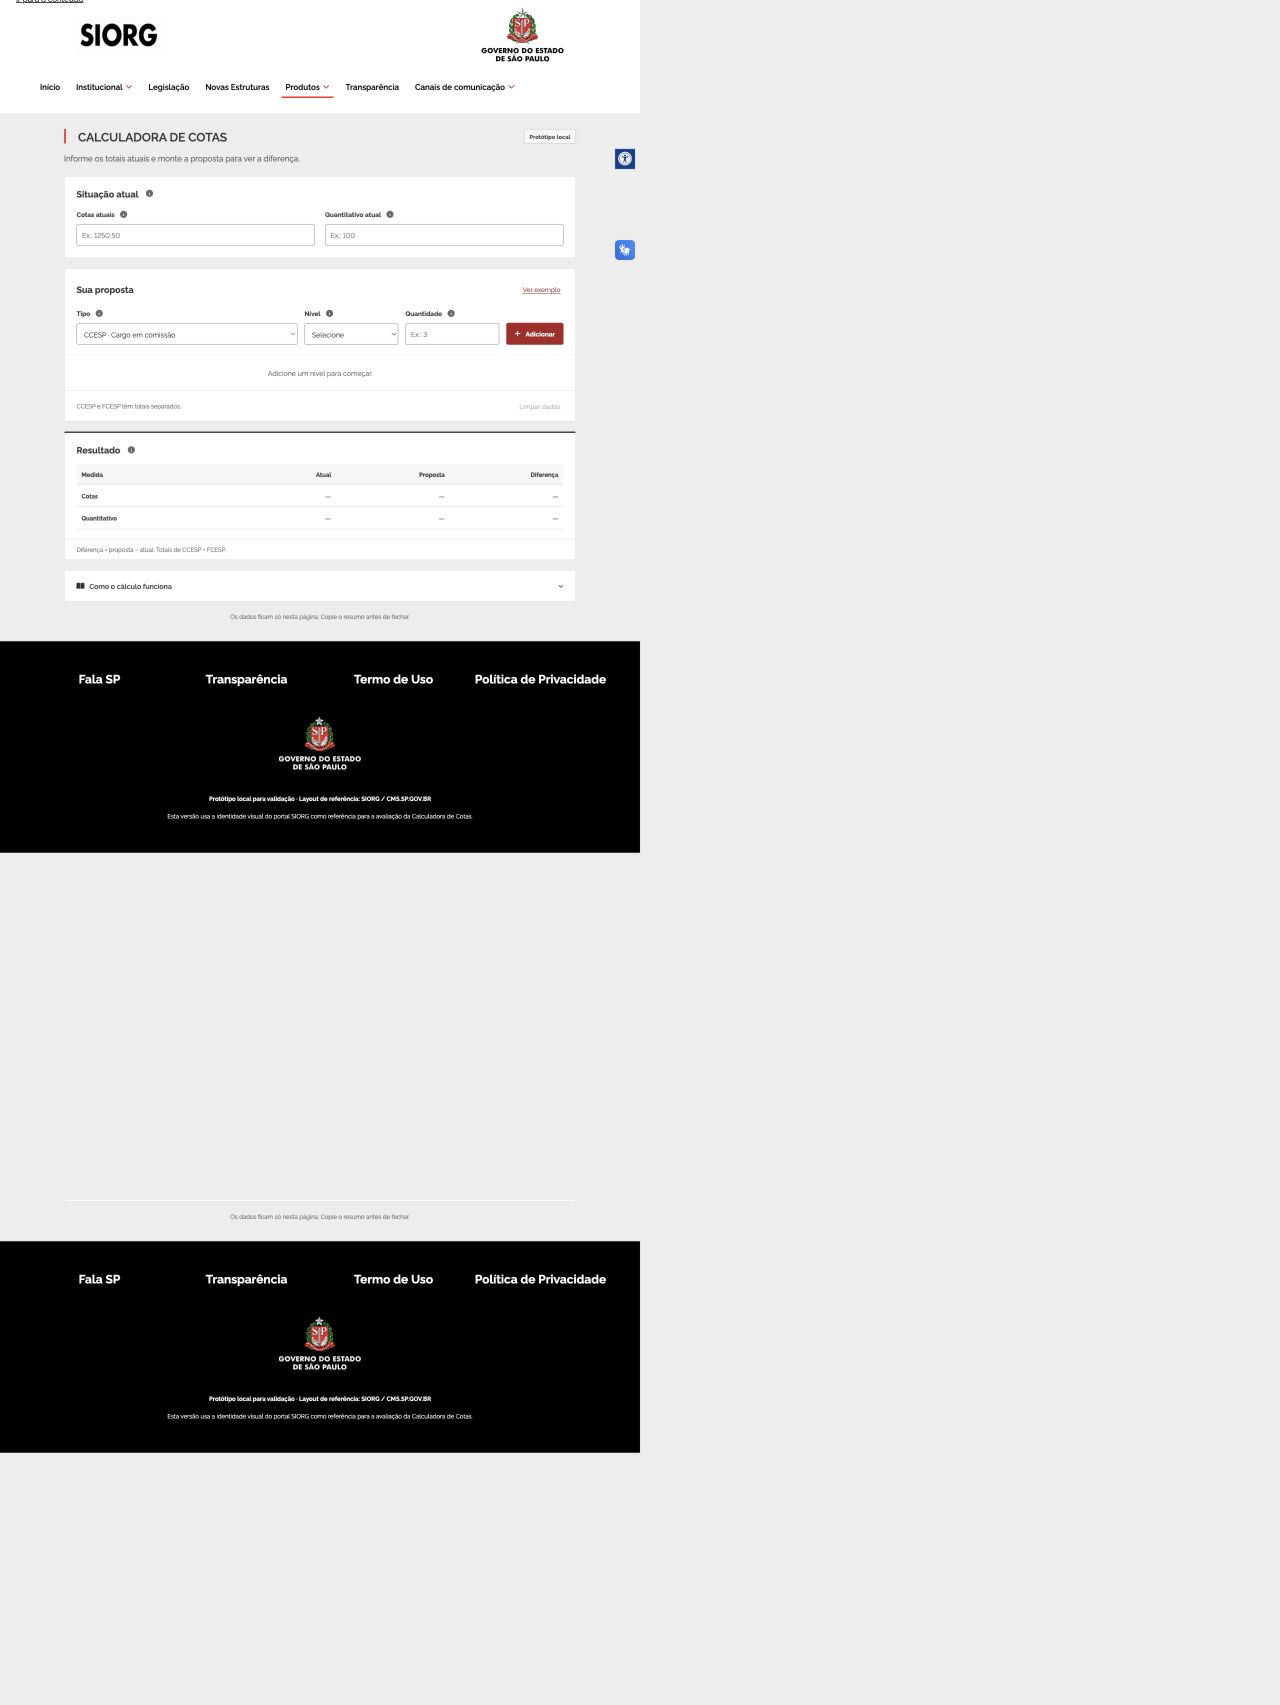 Ir para o conteúdo
SIORG
GOVERNO DO ESTADO
DE SÃO PAULO
Início Institucional Legislação Novas Estruturas Produtos Transparência Canais de comunicação
CALCULADORA DE COTAS
Protótipo local
Informe os totais atuais e monte a proposta para ver a diferença.
Situação atual
Cotas atuais Quantitativo atual
Ex.: 1250,50 Ex.: 100
Sua proposta Ver exemplo
Tipo Nível Quantidade
CCESP · Cargo em comissão Selecione Ex.: 3 + Adicionar
Adicione um nível para começar.
CCESP e FCESP têm totais separados. Limpar dados
Resultado
Medida Atual Proposta Diferença
Cotas — — —
Quantitativo — — —
Diferença = proposta − atual. Totais de CCESP + FCESP.
Como o cálculo funciona
Os dados ficam só nesta página. Copie o resumo antes de fechar.
Fala SP Transparência Termo de Uso Política de Privacidade
GOVERNO DO ESTADO
DE SÃO PAULO
Protótipo local para validação · Layout de referência: SIORG / CMS.SP.GOV.BR
Esta versão usa a identidade visual do portal SIORG como referência para a avaliação da Calculadora de Cotas.
Os dados ficam só nesta página. Copie o resumo antes de fechar.
Fala SP Transparência Termo de Uso Política de Privacidade
GOVERNO DO ESTADO
DE SÃO PAULO
Protótipo local para validação · Layout de referência: SIORG / CMS.SP.GOV.BR
Esta versão usa a identidade visual do portal SIORG como referência para a avaliação da Calculadora de Cotas.